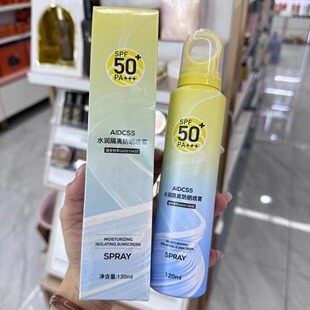 SPF
50+
PA+++
AIDCSS
水润隔离防晒喷雾
MOISTURIZING
ISOLATING SUNSCREEN
SPRAY
净含量:120ml
SPF
50+
PA+++
AIDCSS
水润隔离防晒喷雾
MOISTURIZING
ISOLATING SUNSCREEN
SPRAY
120ml